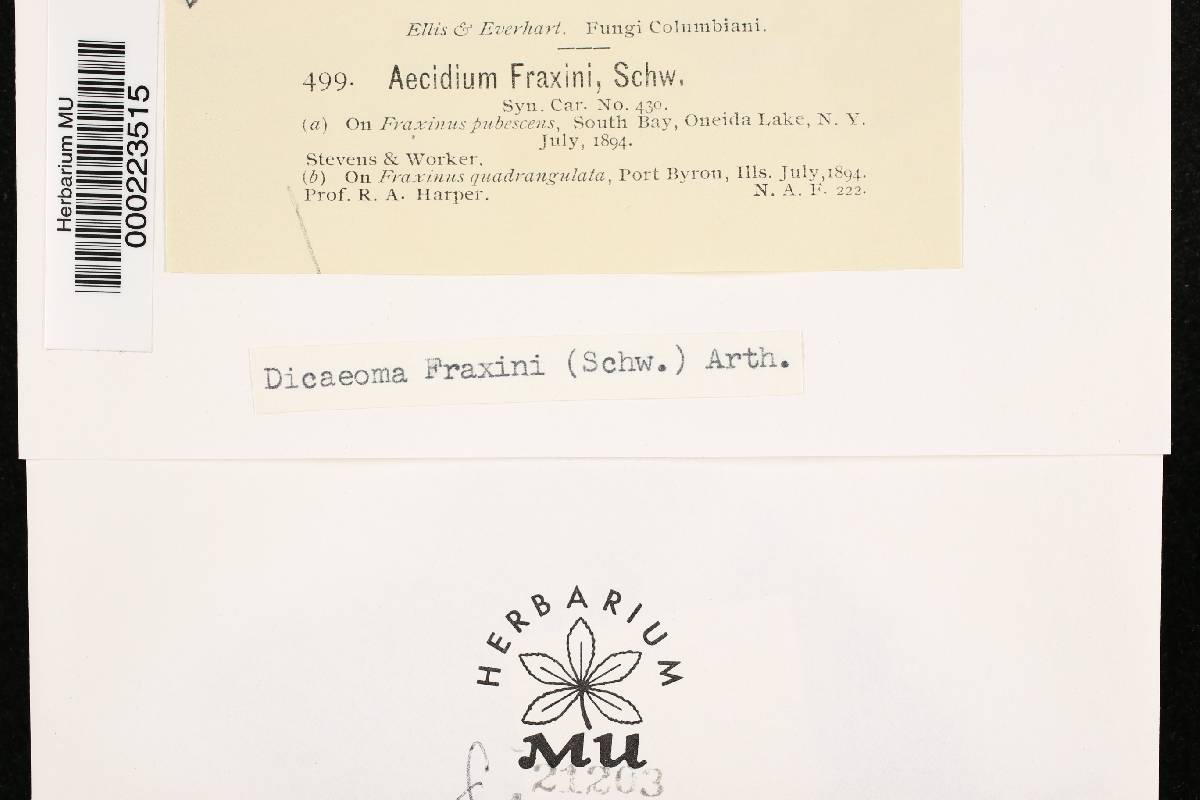 Ellis & Everhart. Fungi Columbiani.
499. Aecidium Fraxini, Schw.
Syn. Car. No. 430.
(a) On Fraxinus pubescens, South Bay, Oneida Lake, N. Y.
July, 1894.
Stevens & Worker.
(b) On Fraxinus quadrangulata, Port Byron, Ills. July, 1894.
Prof. R. A. Harper. N. A. F. 222.
Herbarium MU
000223515
Dicaeoma Fraxini (Schw.) Arth.
HERBARIUM
MU
f. 21203